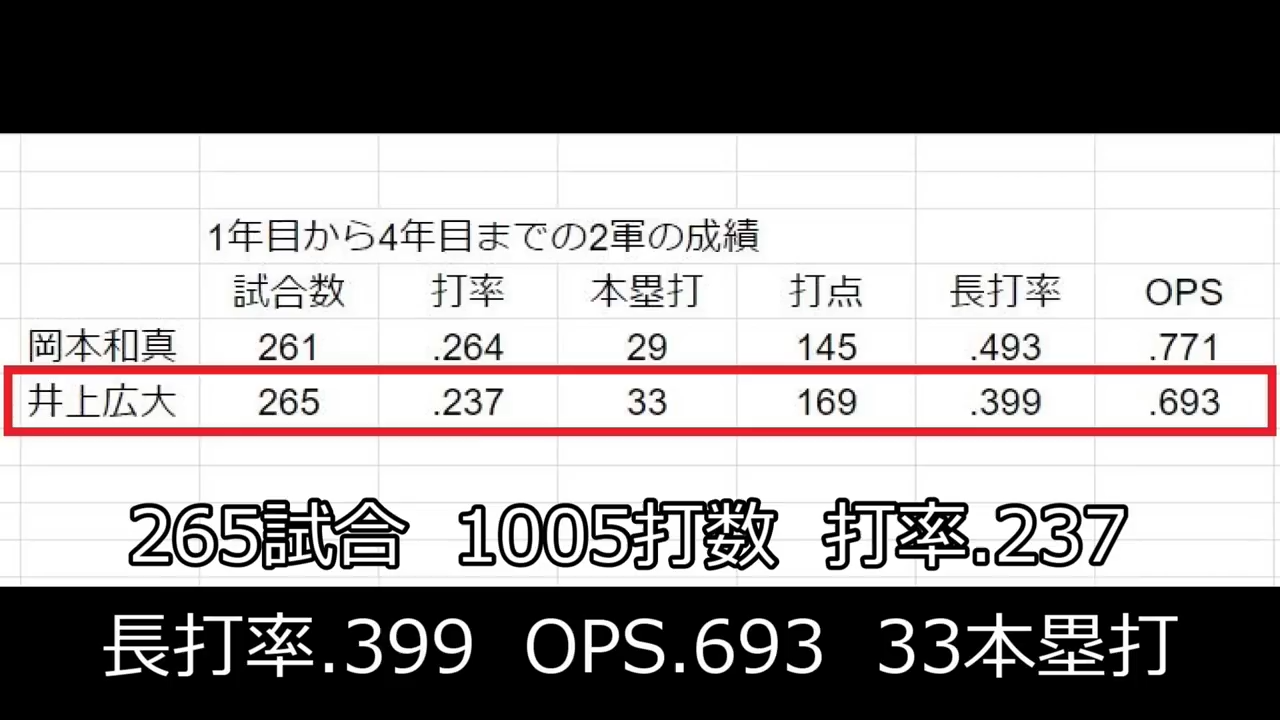 1年目から4年目までの2軍の成績
試合数 打率 本塁打 打点 長打率 OPS
岡本和真 261 .264 29 145 .493 .771
井上広大 265 .237 33 169 .399 .693
265試合 1005打数 打率.237
長打率.399 OPS.693 33本塁打